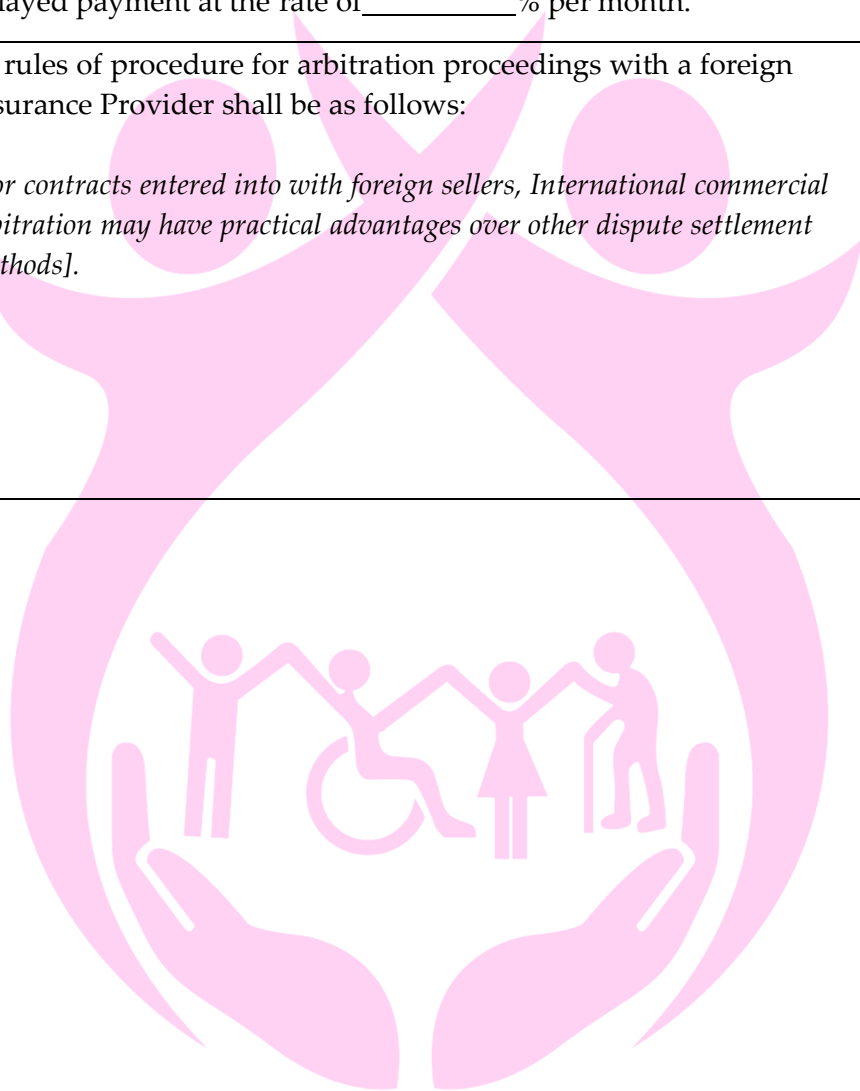 layed payment at the rate of___________% per month.
rules of procedure for arbitration proceedings with a foreign
surance Provider shall be as follows:
or contracts entered into with foreign sellers, International commercial
bitration may have practical advantages over other dispute settlement
thods].